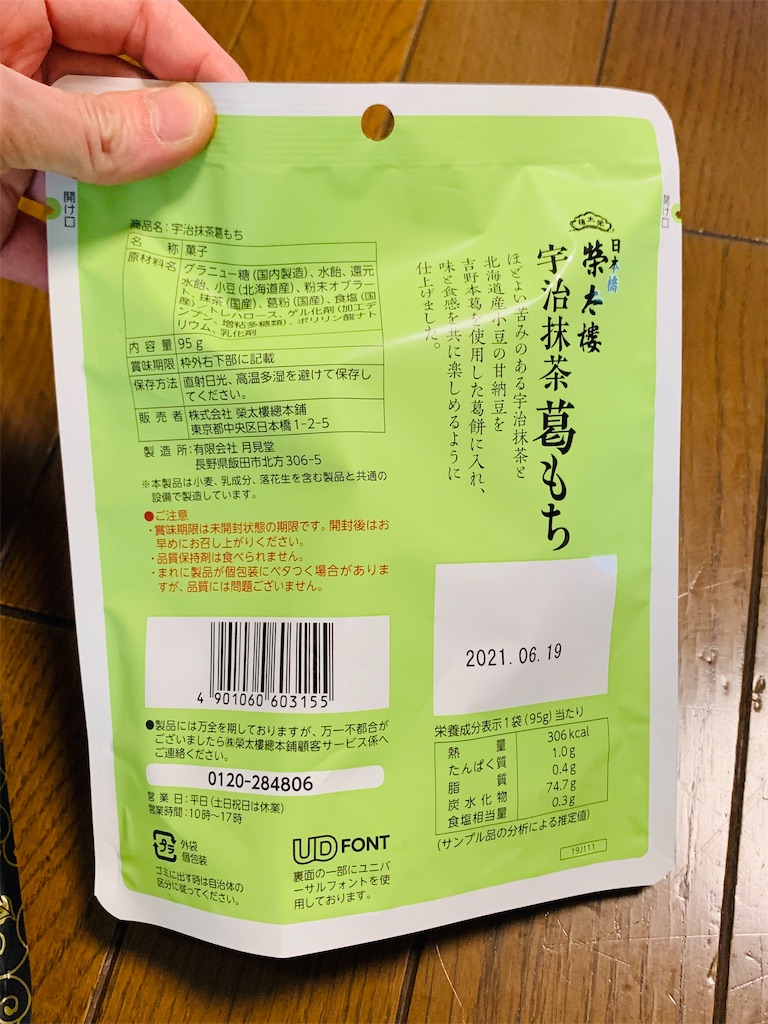 開け口
開け口
榮太樓
日本橋
榮太樓
宇治抹茶葛もち
ほどよい苦みのある宇治抹茶と
北海道産小豆の甘納豆を
吉野本葛を使用した葛餅に入れ、
味と食感を共に楽しめるように
仕上げました。
商品名:宇治抹茶葛もち
名称 菓子
原材料名 グラニュー糖(国内製造)、水飴、還元
水飴、小豆(北海道産)、粉末オブラー
ト、抹茶(国産)、葛粉(国産)、食塩(国
産)/トレハロース、ゲル化剤(加工デ
ンプン、増粘多糖類)、ポリリン酸ナト
リウム、乳化剤
内容量 95g
賞味期限 枠外右下部に記載
保存方法 直射日光、高温多湿を避けて保存し
てください。
販売者 株式会社 榮太樓總本鋪
東京都中央区日本橋1-2-5
製造所:有限会社 月見堂
長野県飯田市北方306-5
※本製品は小麦、乳成分、落花生を含む製品と共通の
設備で製造しています。
●ご注意
・賞味期限は未開封状態の期限です。開封後はお
早めにお召し上がりください。
・品質保持剤は食べられません。
・まれに製品が個包装にベタつく場合がありま
すが、品質には問題ございません。
4 901060 603155
●製品には万全を期しておりますが、万一不都合が
ございましたら㈱榮太樓總本鋪顧客サービス係へ
ご連絡ください。
0120-284806
営業日:平日(土日祝日は休業)
営業時間:10時〜17時
プラ
外袋
個包装
ゴミに出す時は自治体の
区分に従ってください。
UD FONT
裏面の一部にユニバ
ーサルフォントを使
用しております。
2021.06.19
栄養成分表示1袋(95g)当たり
熱量 306kcal
たんぱく質 1.0g
脂質 0.4g
炭水化物 74.7g
食塩相当量 0.3g
(サンプル品の分析による推定値)
19J111